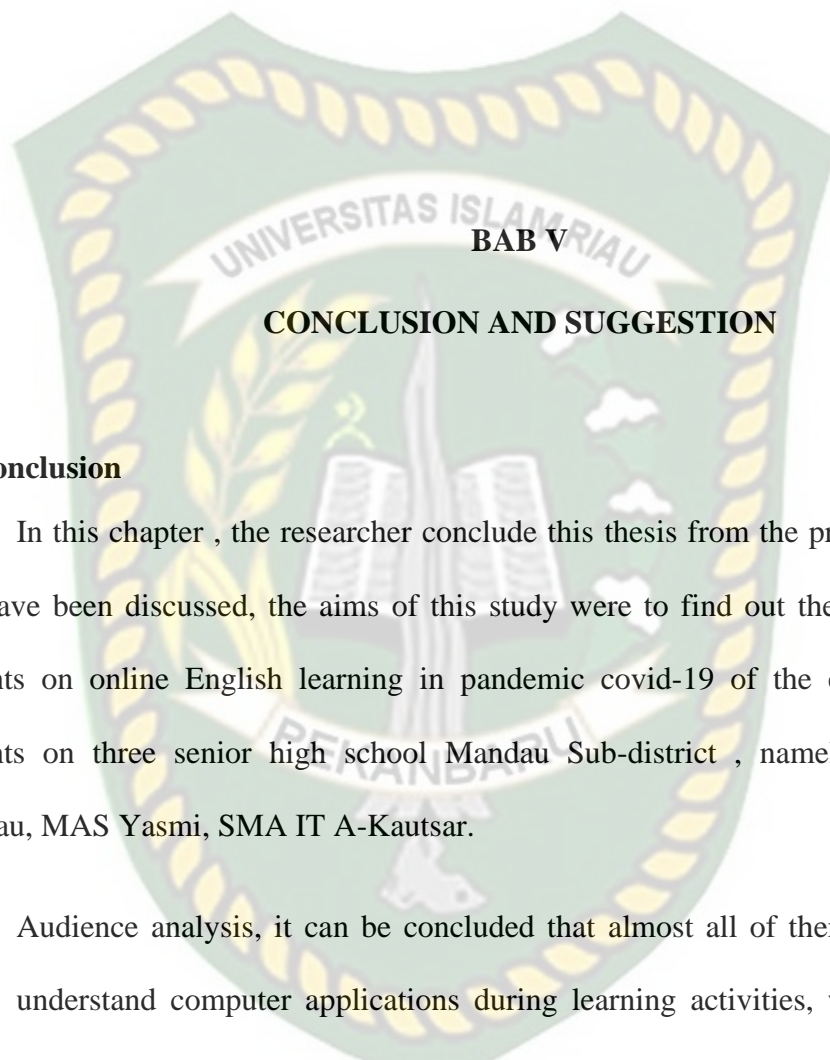 UNIVERSITAS ISLAM RIAU
BAB V
CONCLUSION AND SUGGESTION
onclusion
In this chapter , the researcher conclude this thesis from the pr
ave been discussed, the aims of this study were to find out the
nts on online English learning in pandemic covid-19 of the
nts on three senior high school Mandau Sub-district , namel
PEKANBARU
au, MAS Yasmi, SMA IT A-Kautsar.
Audience analysis, it can be concluded that almost all of the
understand computer applications during learning activities,